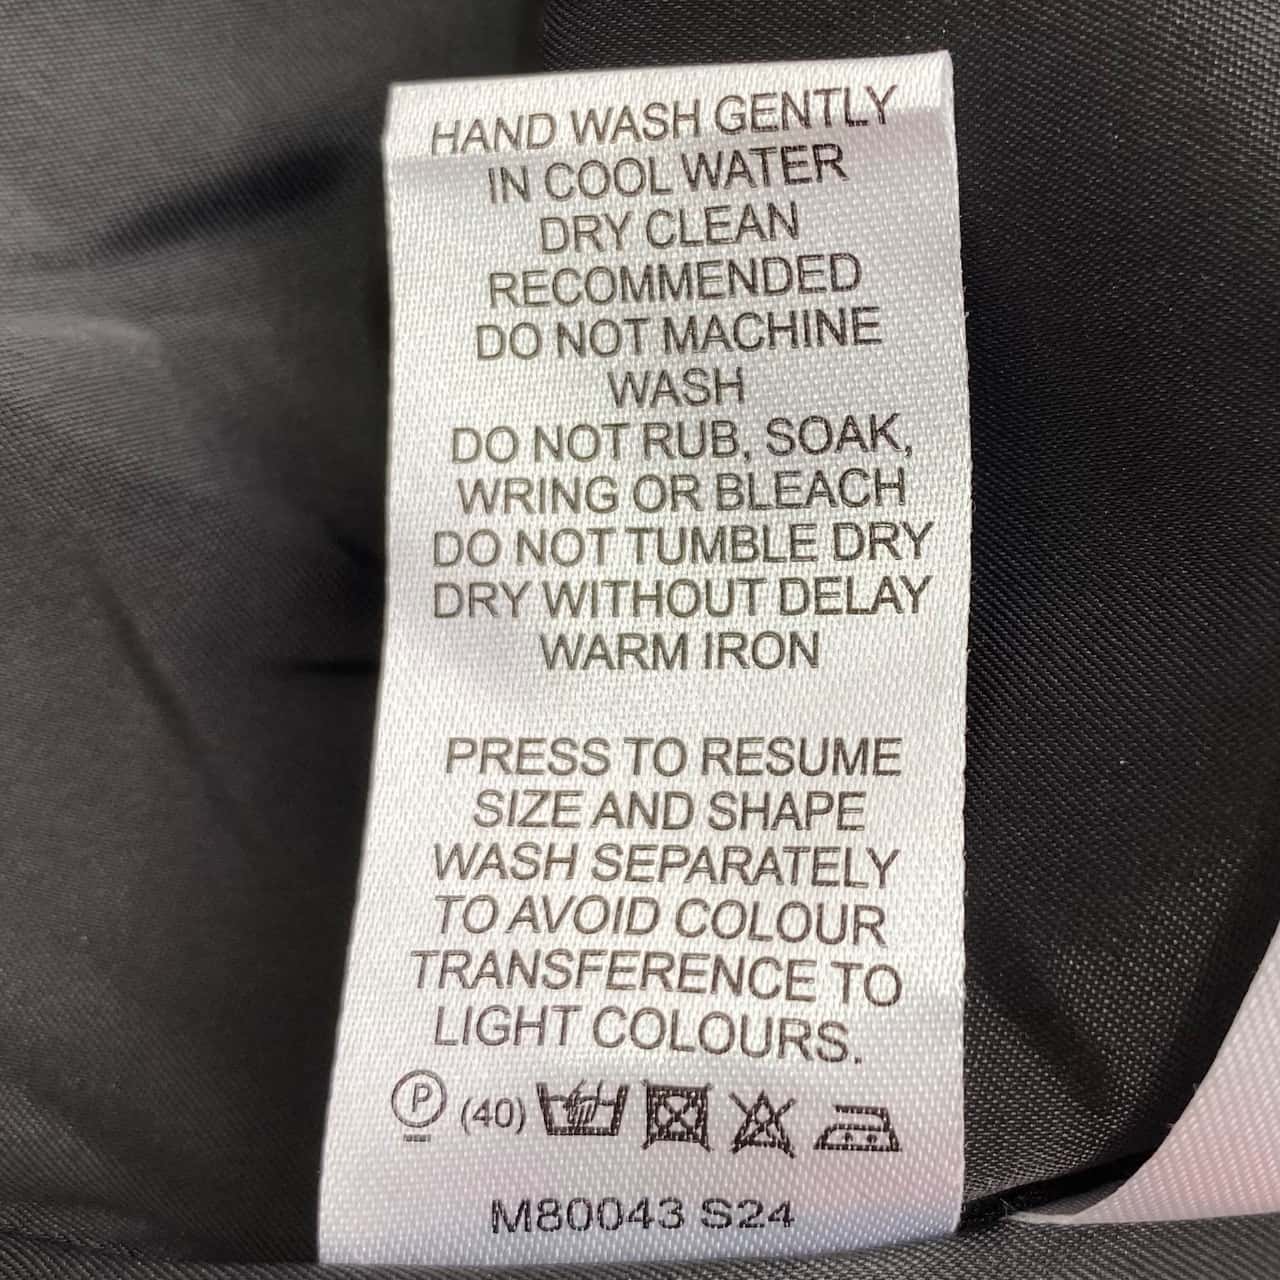 HAND WASH GENTLY
IN COOL WATER
DRY CLEAN
RECOMMENDED
DO NOT MACHINE
WASH
DO NOT RUB, SOAK,
WRING OR BLEACH
DO NOT TUMBLE DRY
DRY WITHOUT DELAY
WARM IRON
PRESS TO RESUME
SIZE AND SHAPE
WASH SEPARATELY
TO AVOID COLOUR
TRANSFERENCE TO
LIGHT COLOURS.
P (40)
M80043 S24